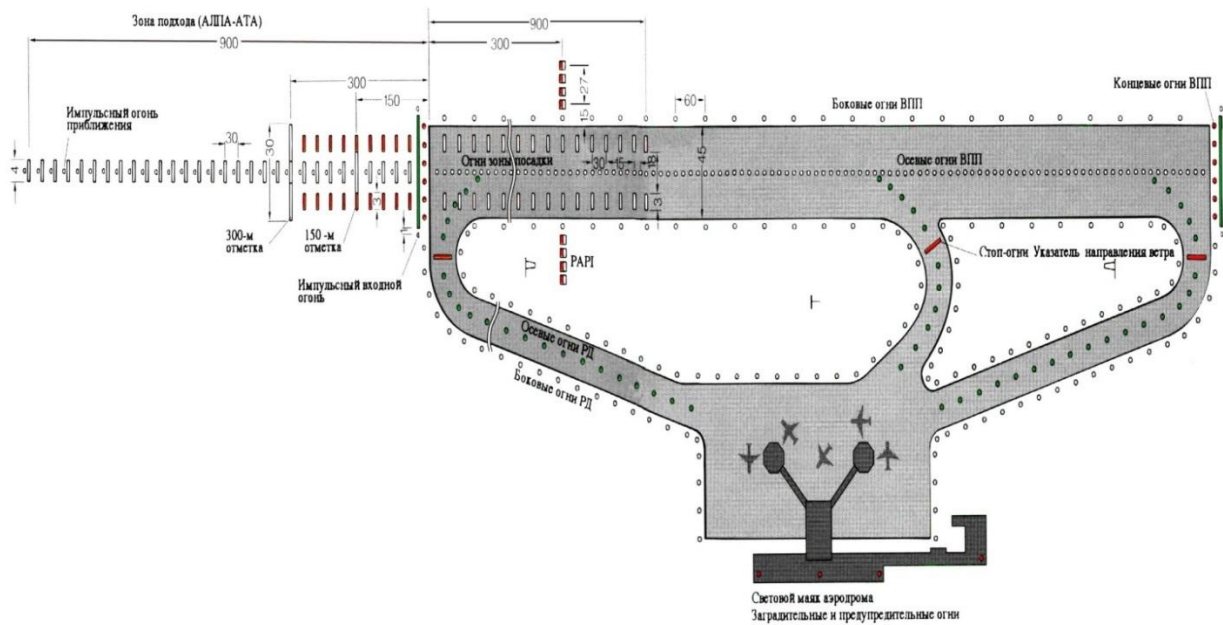 Зона подхода (АЛПА-АТА)
900
900
300
300
150
27
15
60
Импульсный огонь
приближения
30
30
4
Боковые огни ВПП
Концевые огни ВПП
Огни зоны посадки
30
15
18
45
Осевые огни ВПП
3
3
300-м
отметка
150 -м
отметка
Импульсный входной
огонь
PAPI
Стоп-огни Указатель направления ветра
Осевые огни РД
Боковые огни РД
Световой маяк аэродрома
Заградительные и предупредительные огни